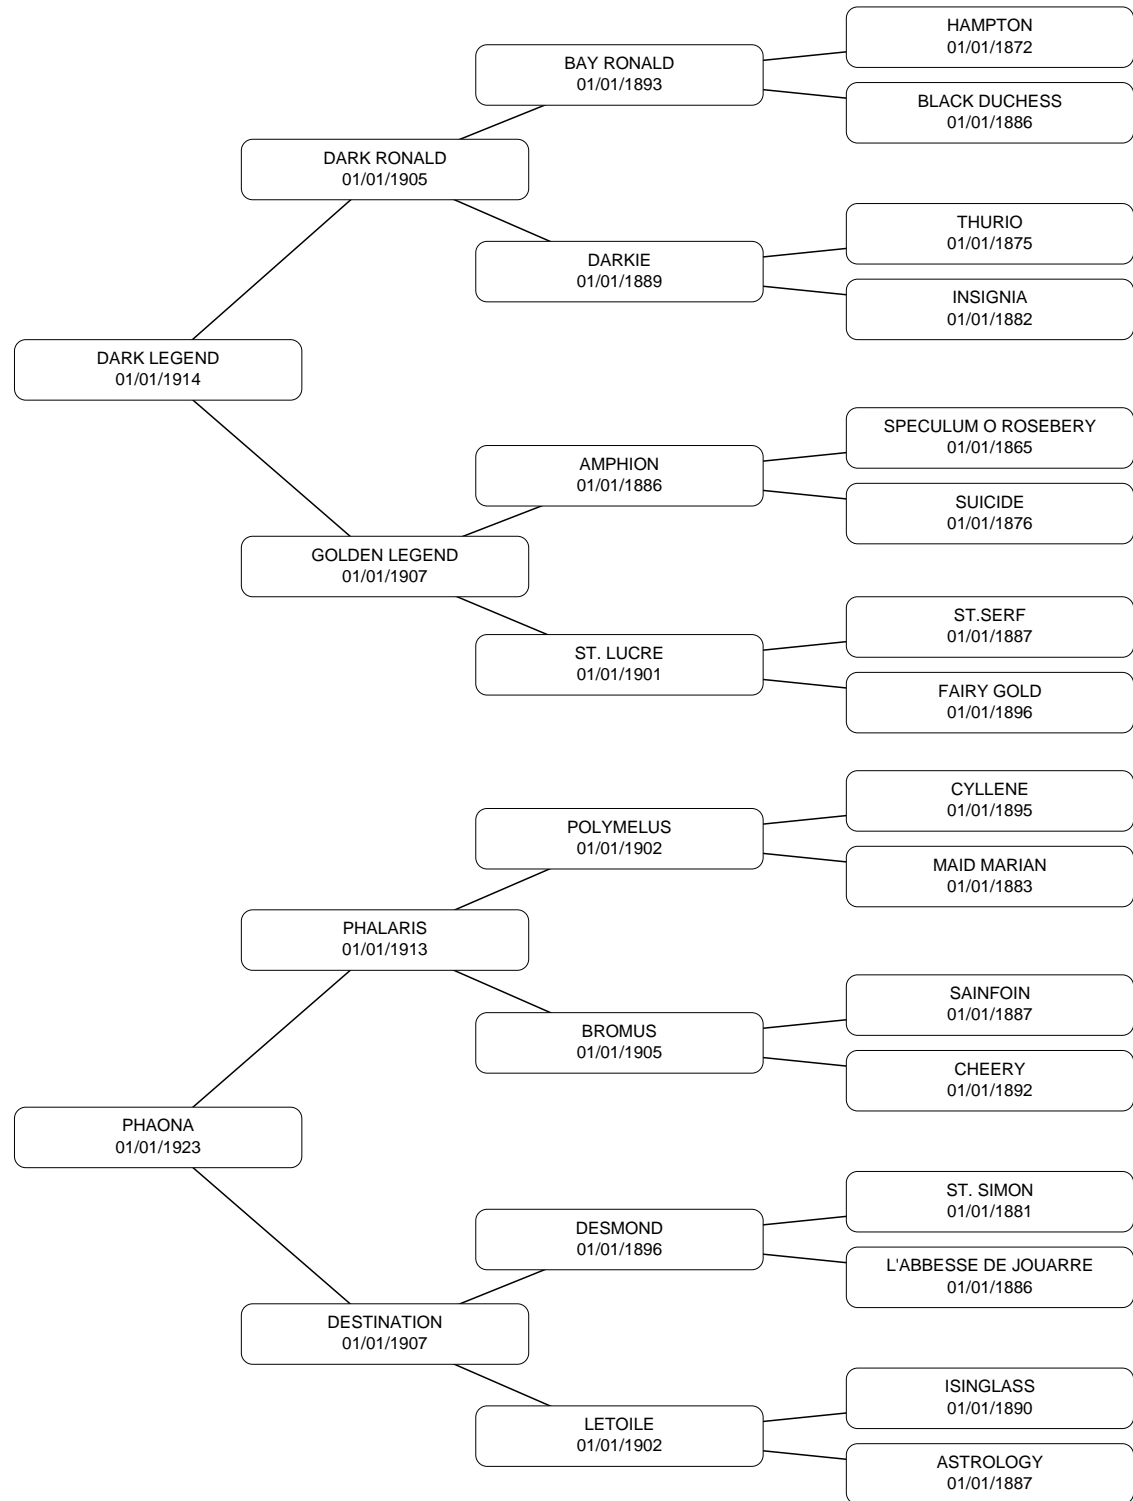 HAMPTON
01/01/1872
BAY RONALD
01/01/1893
BLACK DUCHESS
01/01/1886
DARK RONALD
01/01/1905
THURIO
01/01/1875
DARKIE
01/01/1889
INSIGNIA
01/01/1882
DARK LEGEND
01/01/1914
SPECULUM O ROSEBERY
01/01/1865
AMPHION
01/01/1886
SUICIDE
01/01/1876
GOLDEN LEGEND
01/01/1907
ST.SERF
01/01/1887
ST. LUCRE
01/01/1901
FAIRY GOLD
01/01/1896
CYLLENE
01/01/1895
POLYMELUS
01/01/1902
MAID MARIAN
01/01/1883
PHALARIS
01/01/1913
SAINFOIN
01/01/1887
BROMUS
01/01/1905
CHEERY
01/01/1892
PHAONA
01/01/1923
ST. SIMON
01/01/1881
DESMOND
01/01/1896
L'ABBESSE DE JOUARRE
01/01/1886
DESTINATION
01/01/1907
ISINGLASS
01/01/1890
LETOILE
01/01/1902
ASTROLOGY
01/01/1887